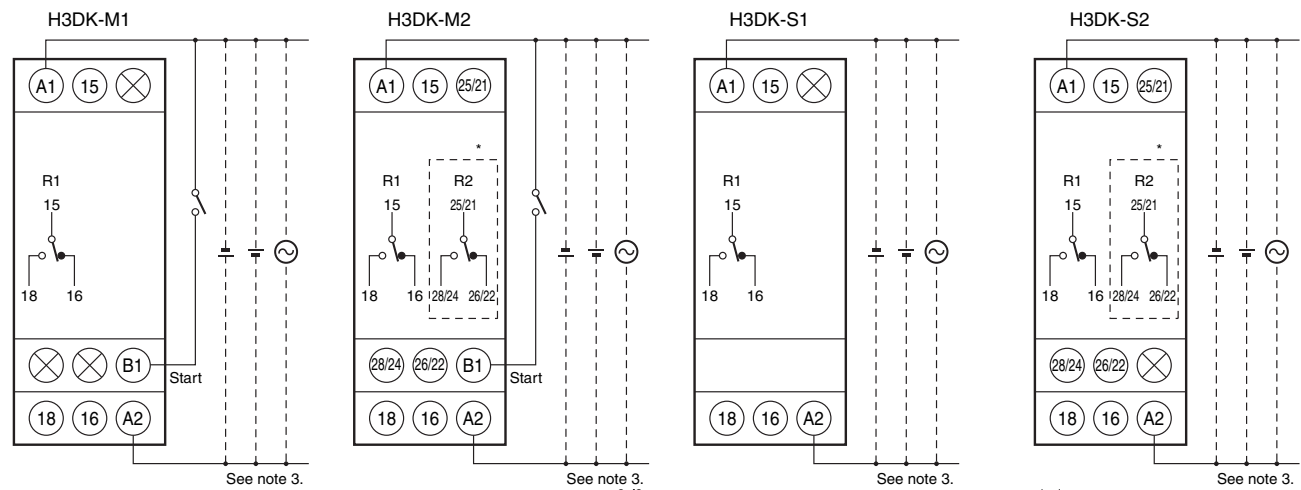 H3DK-M1
A1 15
R1
15
18 16
B1
Start
18 16 A2
See note 3.
H3DK-M2
A1 15 25/21
*
R1 R2
15 25/21
18 16 28/24 26/22
28/24 26/22 B1
Start
18 16 A2
See note 3.
H3DK-S1
A1 15
R1
15
18 16
18 16 A2
See note 3.
H3DK-S2
A1 15 25/21
*
R1 R2
15 25/21
18 16 28/24 26/22
28/24 26/22
18 16 A2
See note 3.